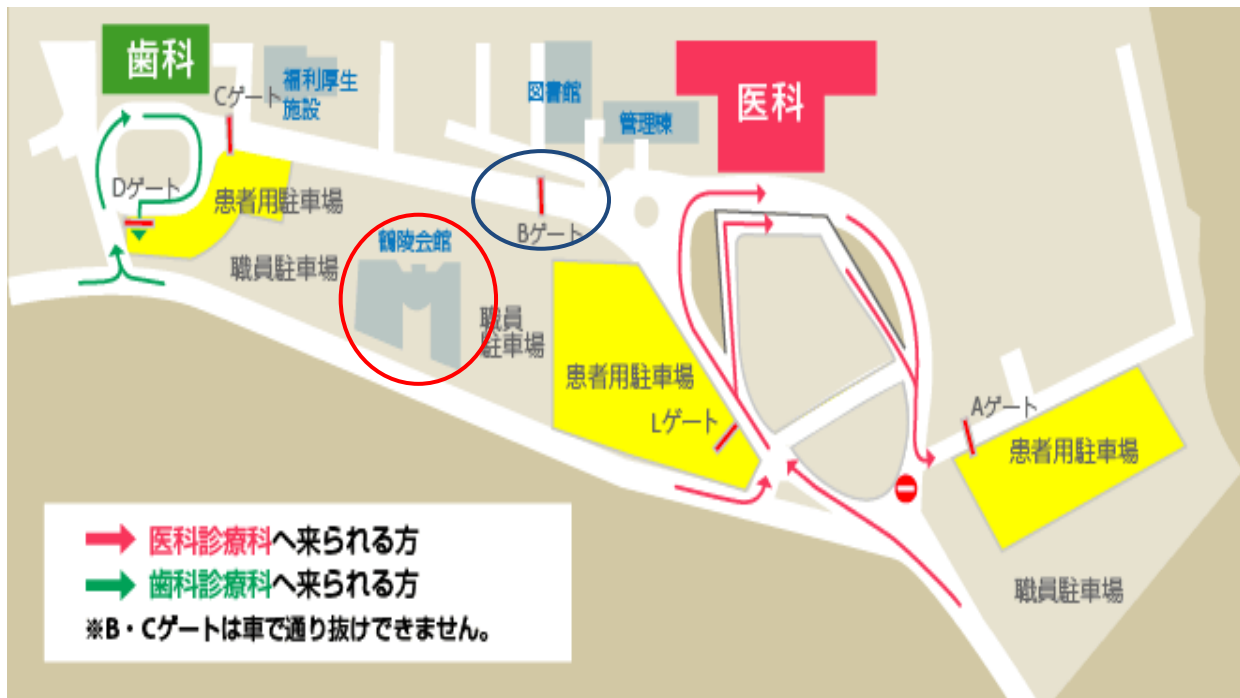 歯科
Cゲート
福利厚生
施設
図書館
管理棟
医科
Dゲート
患者用駐車場
Bゲート
鶴陵会館
職員駐車場
職員
駐車場
患者用駐車場
Lゲート
Aゲート
患者用駐車場
職員駐車場
医科診療科へ来られる方
歯科診療科へ来られる方
※B・Cゲートは車で通り抜けできません。